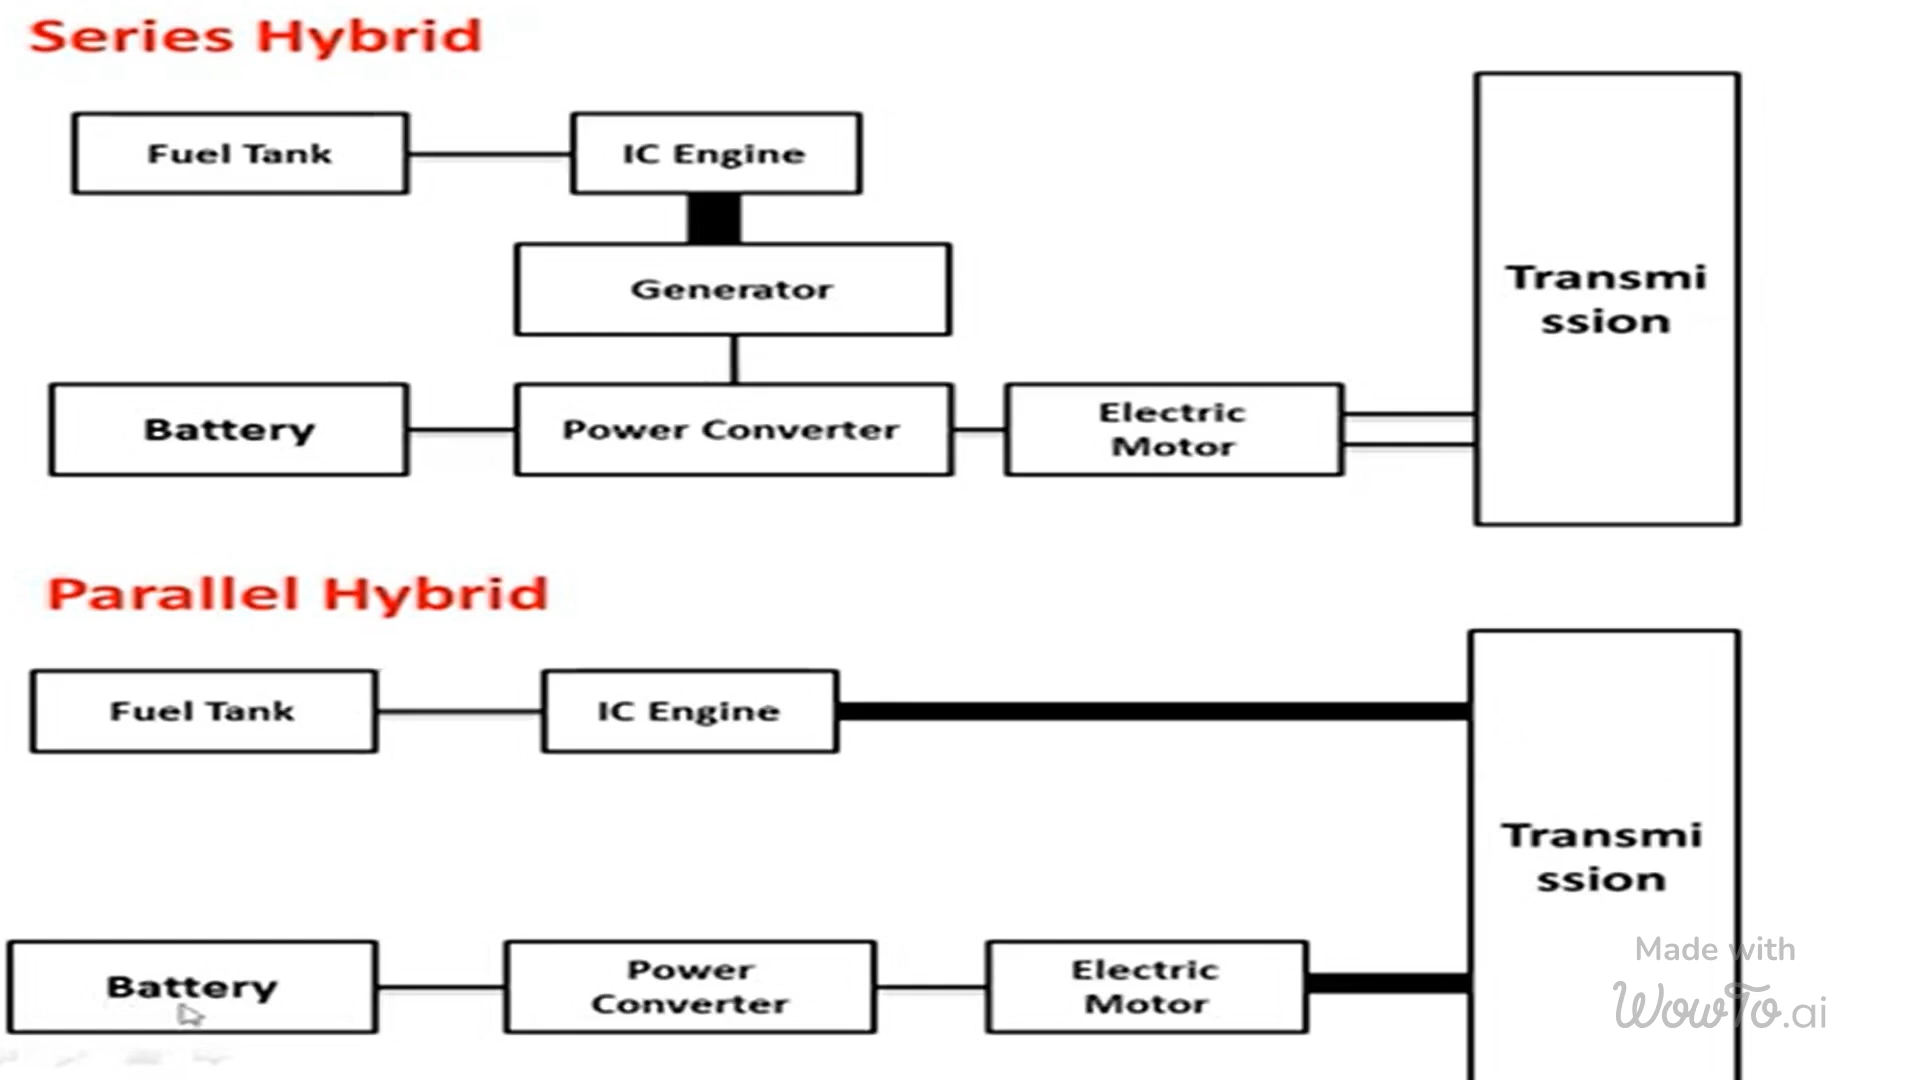 Series Hybrid
Fuel Tank
IC Engine
Generator
Battery
Power Converter
Electric
Motor
Transmi
ssion
Parallel Hybrid
Fuel Tank
IC Engine
Battery
Power
Converter
Electric
Motor
Transmi
ssion
Made with
WowTo.ai